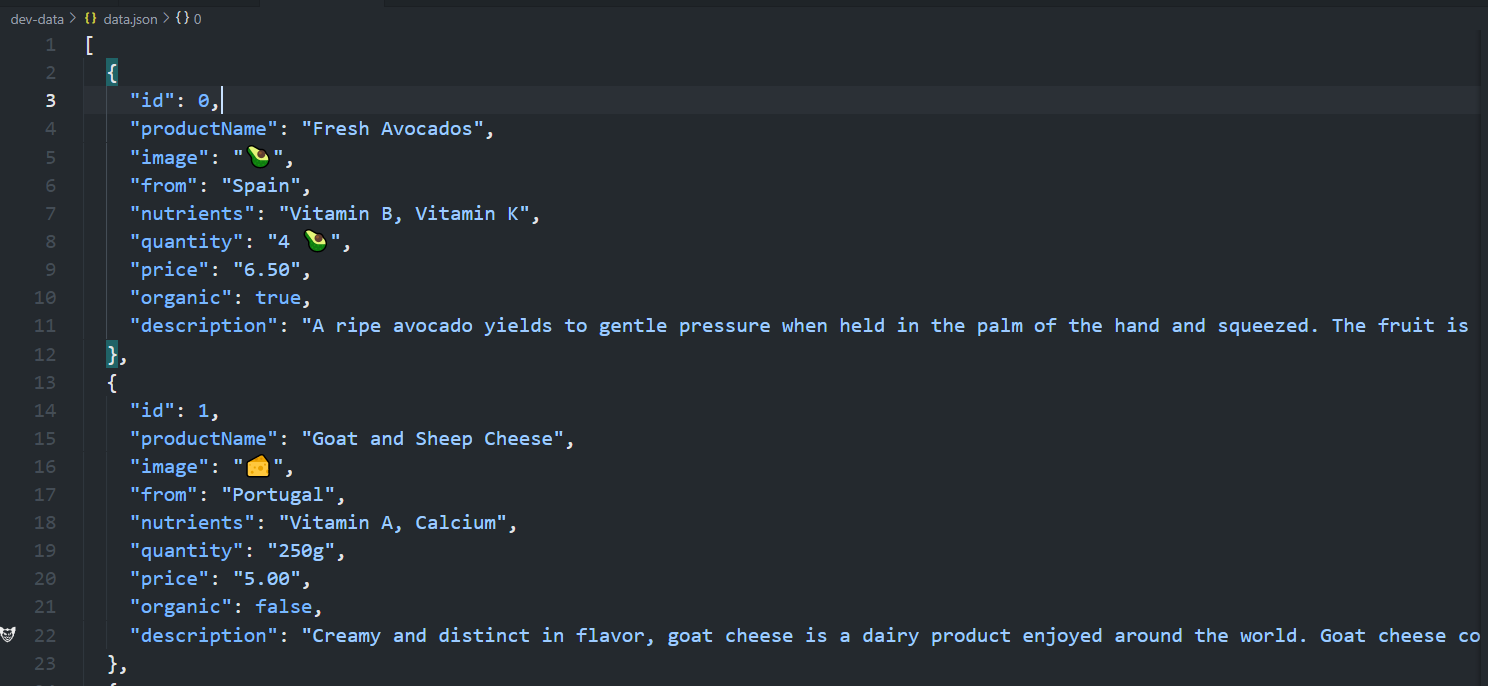 dev-data > {} data.json > {} 0
1 [
2 {
3 "id": 0,
4 "productName": "Fresh Avocados",
5 "image": "🥑",
6 "from": "Spain",
7 "nutrients": "Vitamin B, Vitamin K",
8 "quantity": "4 🥑",
9 "price": "6.50",
10 "organic": true,
11 "description": "A ripe avocado yields to gentle pressure when held in the palm of the hand and squeezed. The fruit is
12 },
13 {
14 "id": 1,
15 "productName": "Goat and Sheep Cheese",
16 "image": "🧀",
17 "from": "Portugal",
18 "nutrients": "Vitamin A, Calcium",
19 "quantity": "250g",
20 "price": "5.00",
21 "organic": false,
22 "description": "Creamy and distinct in flavor, goat cheese is a dairy product enjoyed around the world. Goat cheese co
23 },